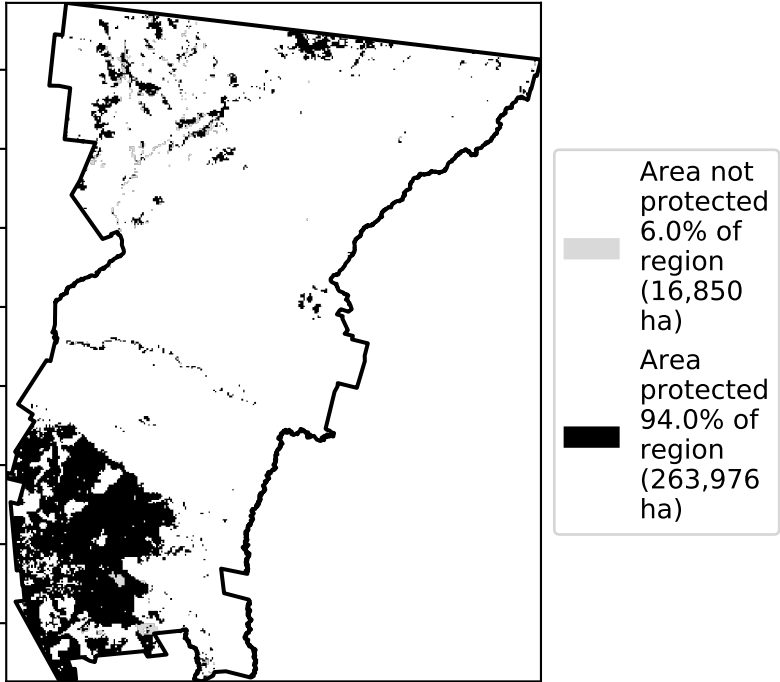 Area not
protected
6.0% of
region
(16,850
ha)
Area
protected
94.0% of
region
(263,976
ha)